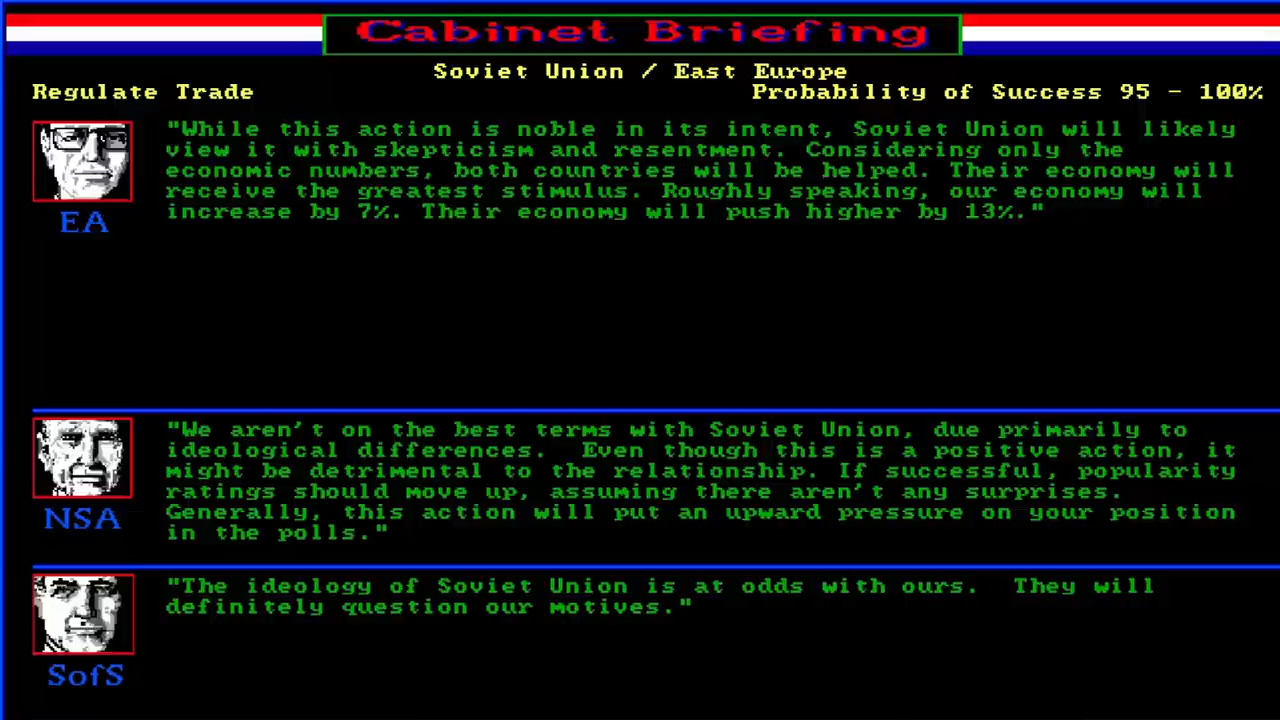 Cabinet Briefing
Soviet Union / East Europe
Regulate Trade Probability of Success 95 - 100%
"While this action is noble in its intent, Soviet Union will likely
view it with skepticism and resentment. Considering only the
economic numbers, both countries will be helped. Their economy will
receive the greatest stimulus. Roughly speaking, our economy will
increase by 7%. Their economy will push higher by 13%."
EA
"We aren't on the best terms with Soviet Union, due primarily to
ideological differences.  Even though this is a positive action, it
might be detrimental to the relationship. If successful, popularity
ratings should move up, assuming there aren't any surprises.
Generally, this action will put an upward pressure on your position
in the polls."
NSA
"The ideology of Soviet Union is at odds with ours.  They will
definitely question our motives."
SofS